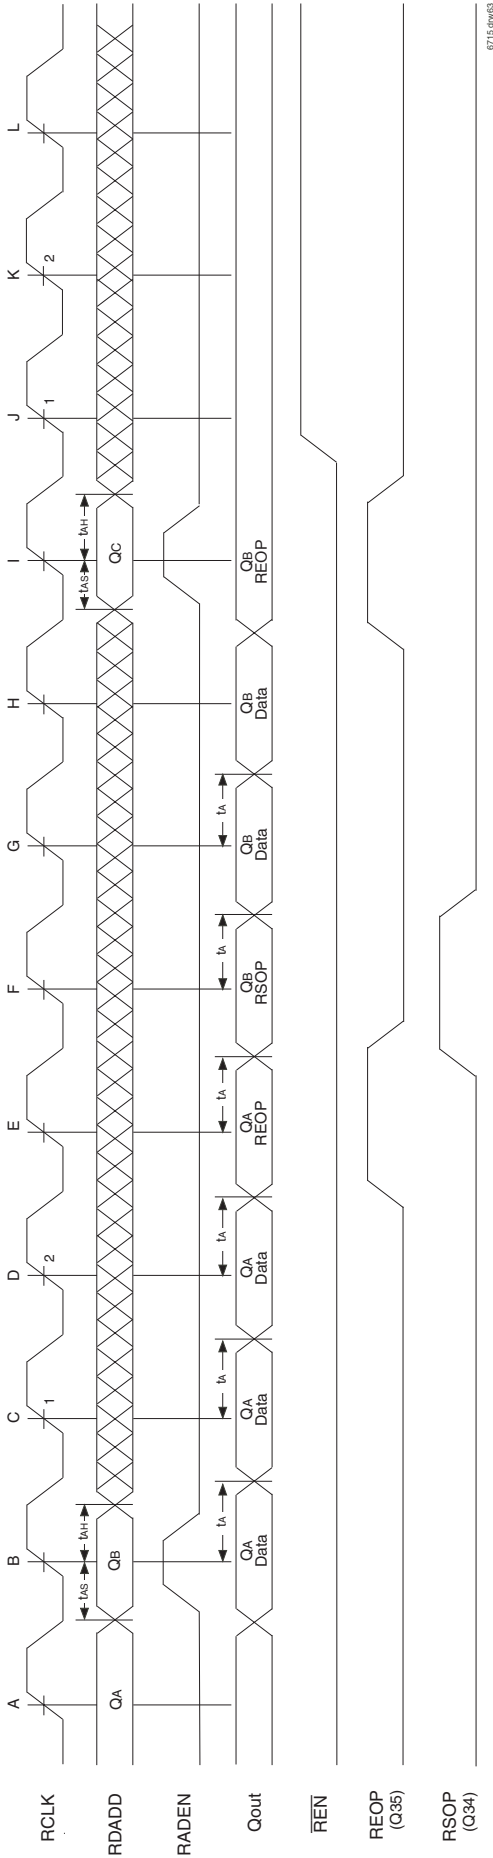 A B C D E F G H I J K L
RCLK
1 2 1 2
tAS tAH tAS tAH
RDADD QA QB QC
RADEN
tA tA tA tA tA tA
Qout
QA
Data
QA
Data
QA
Data
QA
REOP
QB
RSOP
QB
Data
QB
Data
QB
REOP
REN
REOP
(Q35)
RSOP
(Q34)
6715 drw63